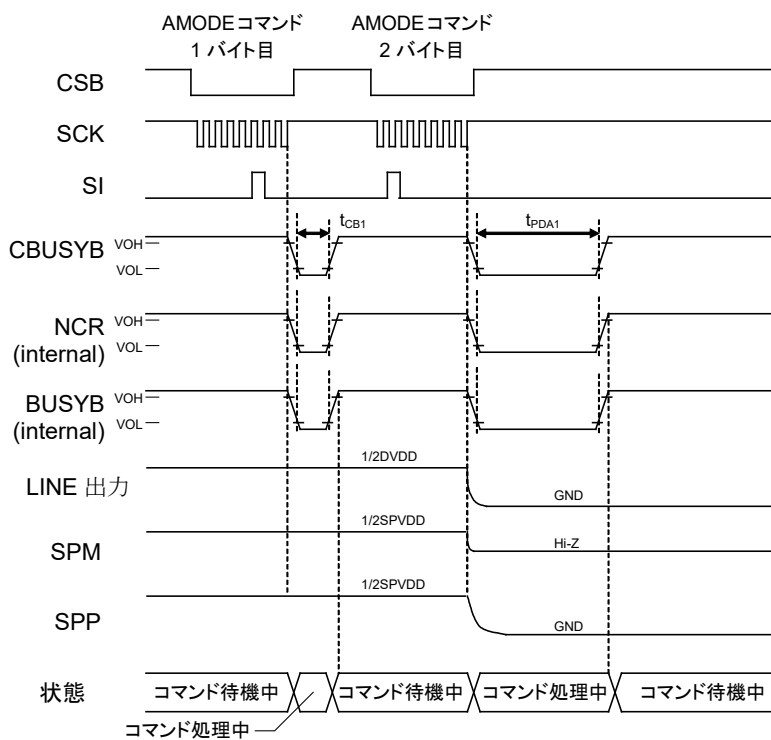 AMODEコマンド
1 バイト目
AMODEコマンド
2 バイト目
CSB
SCK
SI
tCB1
tPDA1
CBUSYB
VOH
VOL
NCR
(internal)
VOH
VOL
BUSYB
(internal)
VOH
VOL
LINE 出力
1/2DVDD
GND
SPM
1/2SPVDD
Hi-Z
SPP
1/2SPVDD
GND
状態
コマンド待機中
コマンド待機中
コマンド処理中
コマンド待機中
コマンド処理中